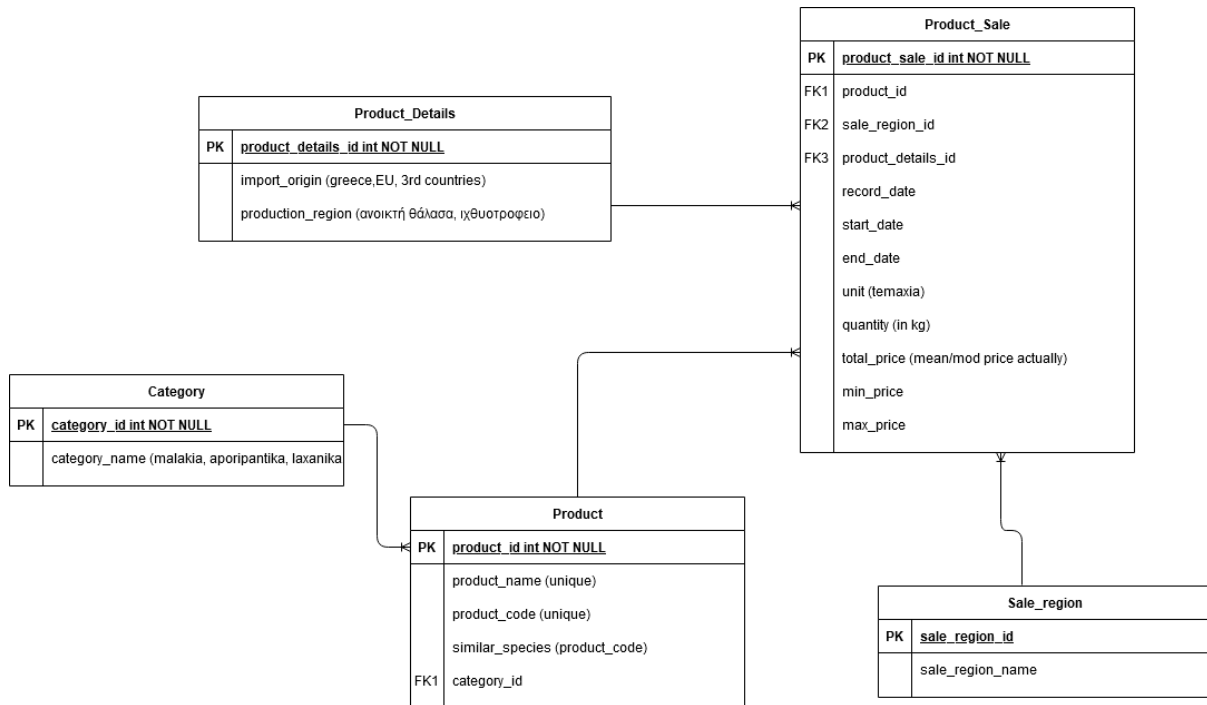 Product_Sale
PK product_sale_id int NOT NULL
FK1 product_id
FK2 sale_region_id
FK3 product_details_id
record_date
start_date
end_date
unit (temaxia)
quantity (in kg)
total_price (mean/mod price actually)
min_price
max_price
Product_Details
PK product_details_id int NOT NULL
import_origin (greece,EU, 3rd countries)
production_region (ανοικτή θάλασα, ιχθυοτροφειο)
Category
PK category_id int NOT NULL
category_name (malakia, aporipantika, laxanika
Product
PK product_id int NOT NULL
product_name (unique)
product_code (unique)
similar_species (product_code)
FK1 category_id
Sale_region
PK sale_region_id
sale_region_name